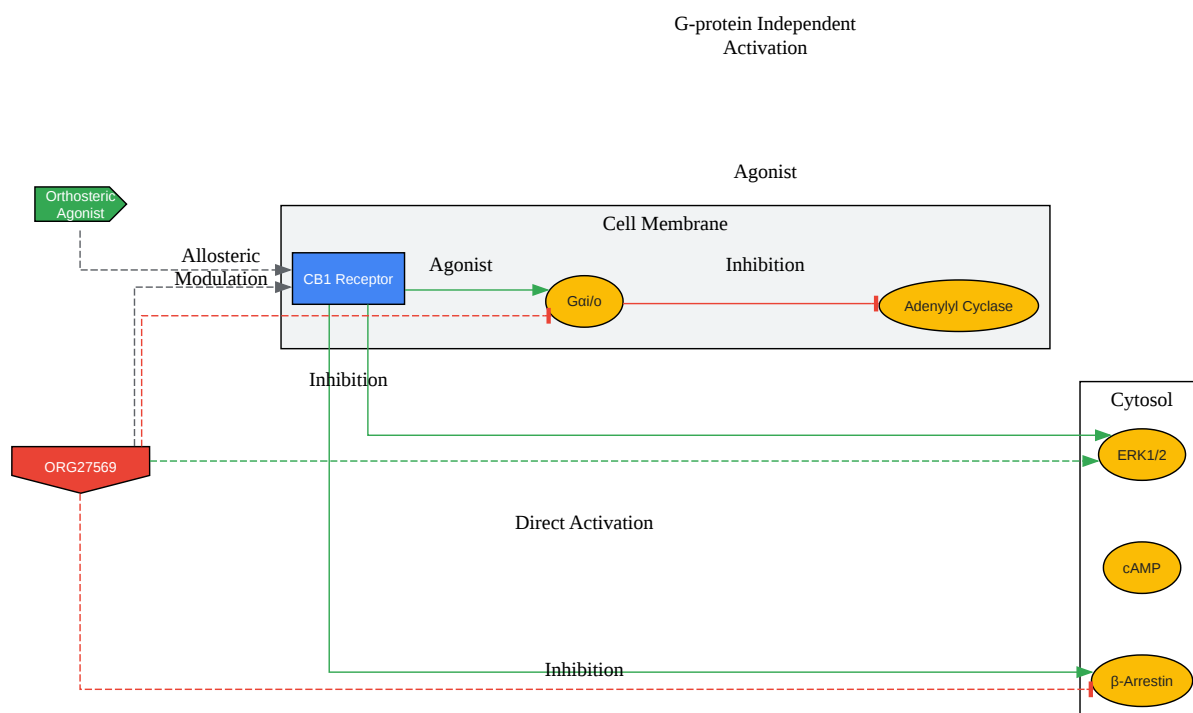 G-protein Independent
Activation
Agonist
Orthosteric
Agonist
Cell Membrane
Allosteric
Modulation
CB1 Receptor
Agonist
Inhibition
Gαi/o
Adenylyl Cyclase
Inhibition
Cytosol
ERK1/2
ORG27569
Direct Activation
cAMP
Inhibition
β-Arrestin